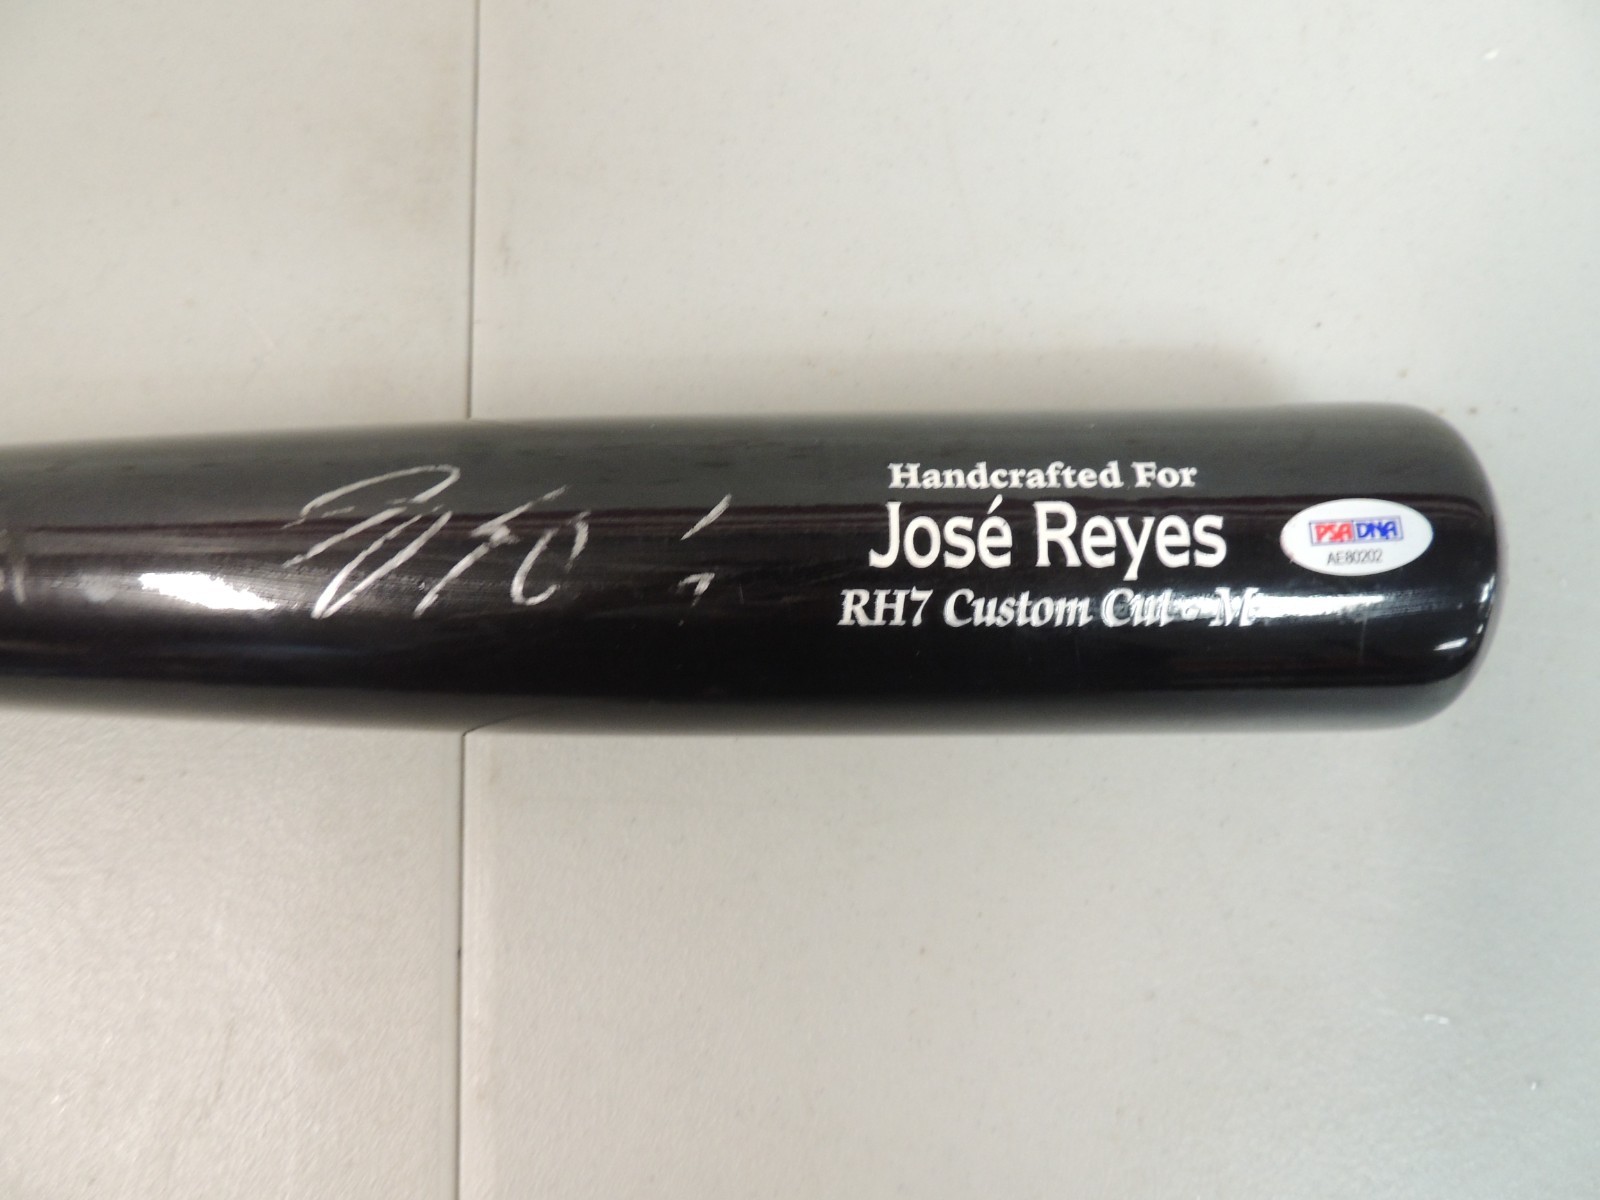 Handcrafted For
José Reyes
RH7 Custom Cut - M
PSA DNA
AE80202